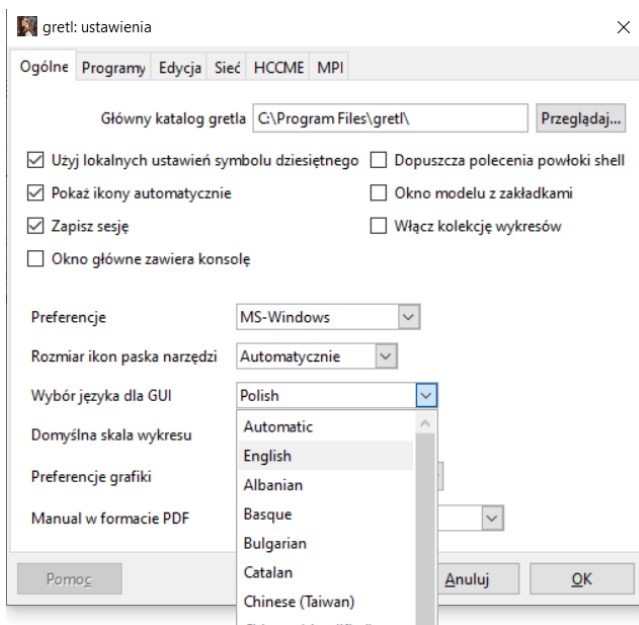 gretl: ustawienia
Ogólne Programy Edycja Sieć HCCME MPI
Główny katalog gretla C:\Program Files\gretl\ Przeglądaj...
Użyj lokalnych ustawień symbolu dziesiętnego Dopuszcza polecenia powłoki shell
Pokaż ikony automatycznie Okno modelu z zakładkami
Zapisz sesję Włącz kolekcję wykresów
Okno główne zawiera konsolę
Preferencje MS-Windows
Rozmiar ikon paska narzędzi Automatycznie
Wybór języka dla GUI Polish
Automatic
Domyślna skala wykresu
English
Preferencje grafiki
Albanian
Manual w formacie PDF Basque
Bulgarian
Pomoc Catalan Anuluj OK
Chinese (Taiwan)